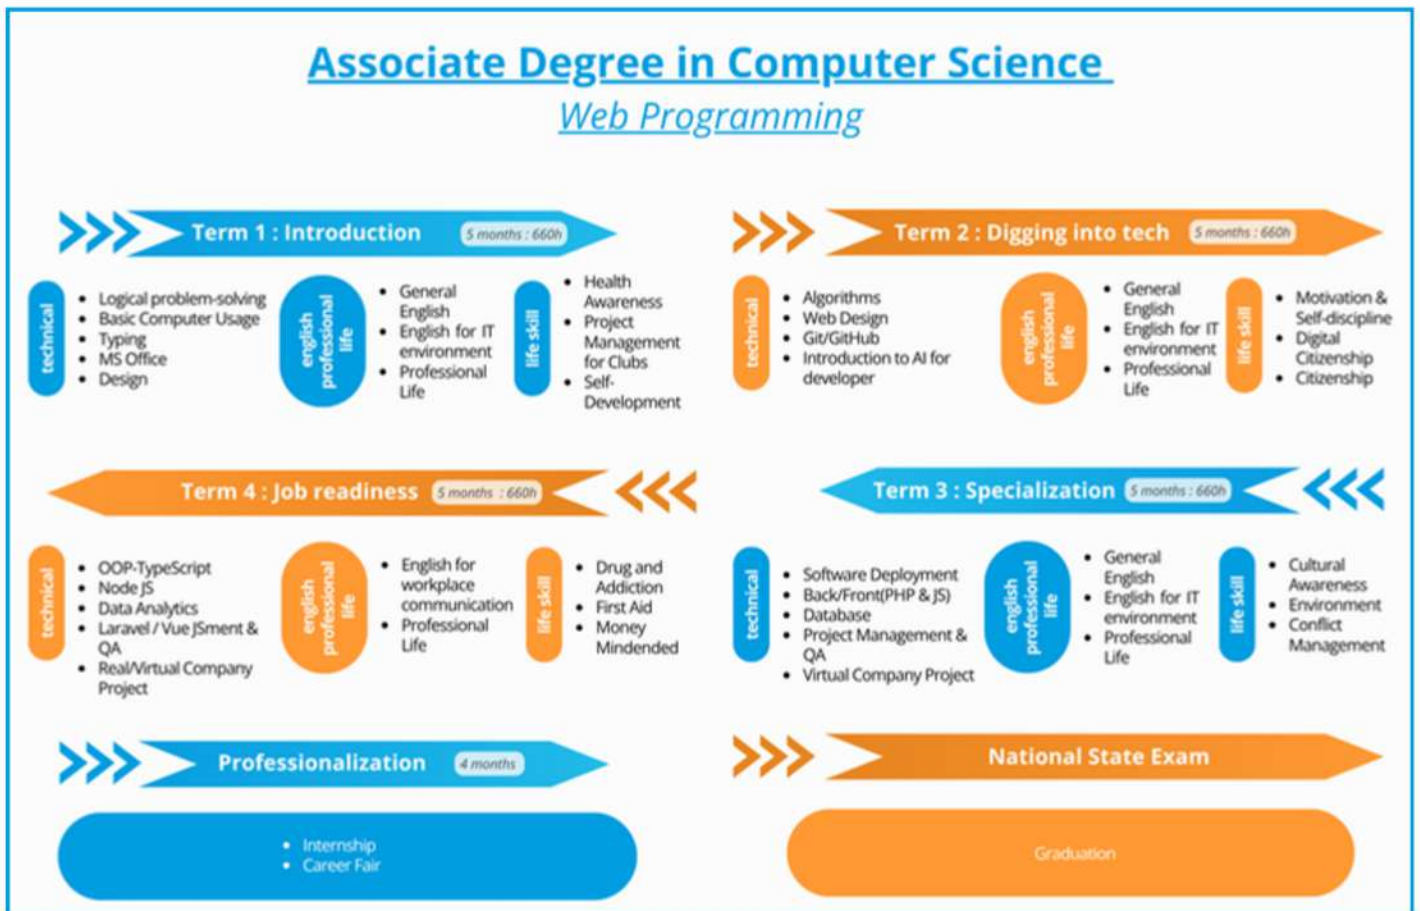 Associate Degree in Computer Science
Web Programming
Term 1 : Introduction
5 months : 660h
technical
Logical problem-solving
Basic Computer Usage
Typing
MS Office
Design
english
professional
life
General
English
English for IT
environment
Professional
Life
life skill
Health
Awareness
Project
Management
for Clubs
Self-
Development
Term 2 : Digging into tech
5 months : 660h
technical
Algorithms
Web Design
Git/GitHub
Introduction to AI for
developer
english
professional
life
General
English
English for IT
environment
Professional
Life
life skill
Motivation &
Self-discipline
Digital
Citizenship
Citizenship
Term 3 : Specialization
5 months : 660h
technical
Software Deployment
Back/Front(PHP & JS)
Database
Project Management &
QA
Virtual Company Project
english
professional
life
General
English
English for IT
environment
Professional
Life
life skill
Cultural
Awareness
Environment
Conflict
Management
Term 4 : Job readiness
5 months : 660h
technical
OOP-TypeScript
Node JS
Data Analytics
Laravel / Vue JSment &
QA
Real/Virtual Company
Project
english
professional
life
English for
workplace
communication
Professional
Life
life skill
Drug and
Addiction
First Aid
Money
Mindended
Professionalization
4 months
Internship
Career Fair
National State Exam
Graduation